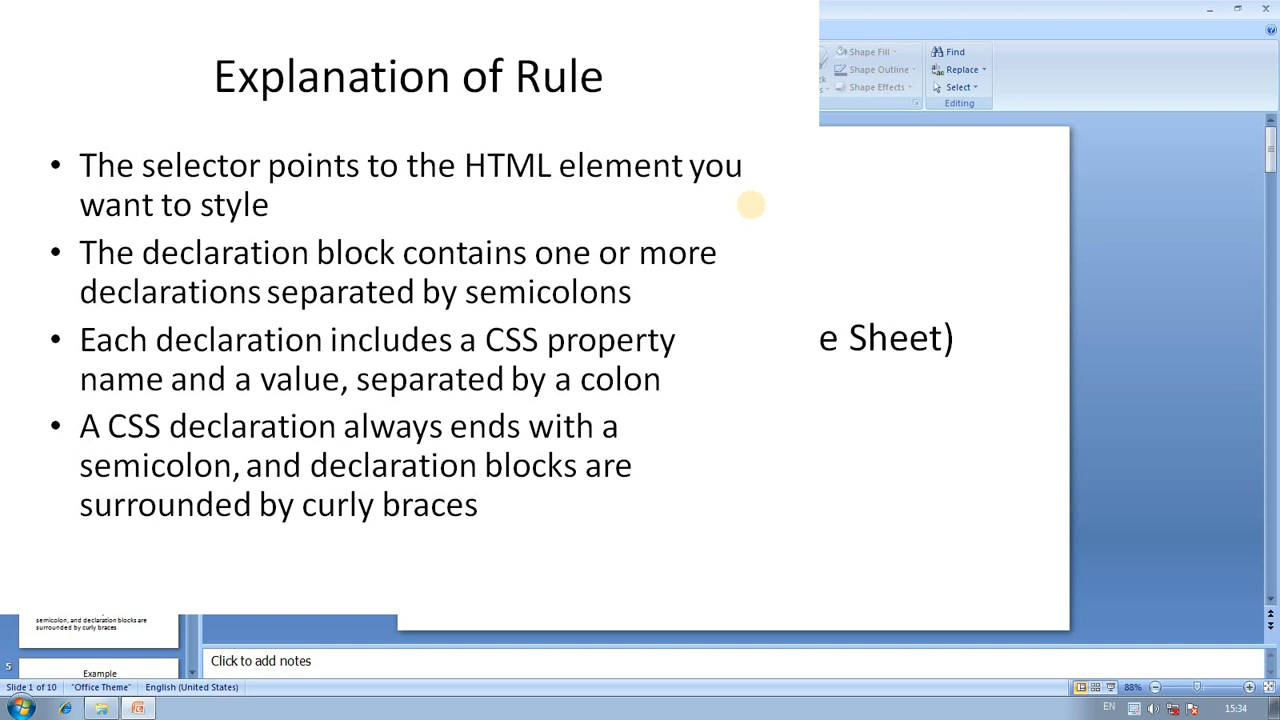 Explanation of Rule
• The selector points to the HTML element you
want to style
• The declaration block contains one or more
declarations separated by semicolons
• Each declaration includes a CSS property
name and a value, separated by a colon
• A CSS declaration always ends with a
semicolon, and declaration blocks are
surrounded by curly braces
Shape Fill
Shape Outline
Shape Effects
Find
Replace
Select
Editing
e Sheet)
semicolon, and declaration blocks are
surrounded by curly braces
5
Example
Click to add notes
Slide 1 of 10
"Office Theme"
English (United States)
88%
EN
15:34